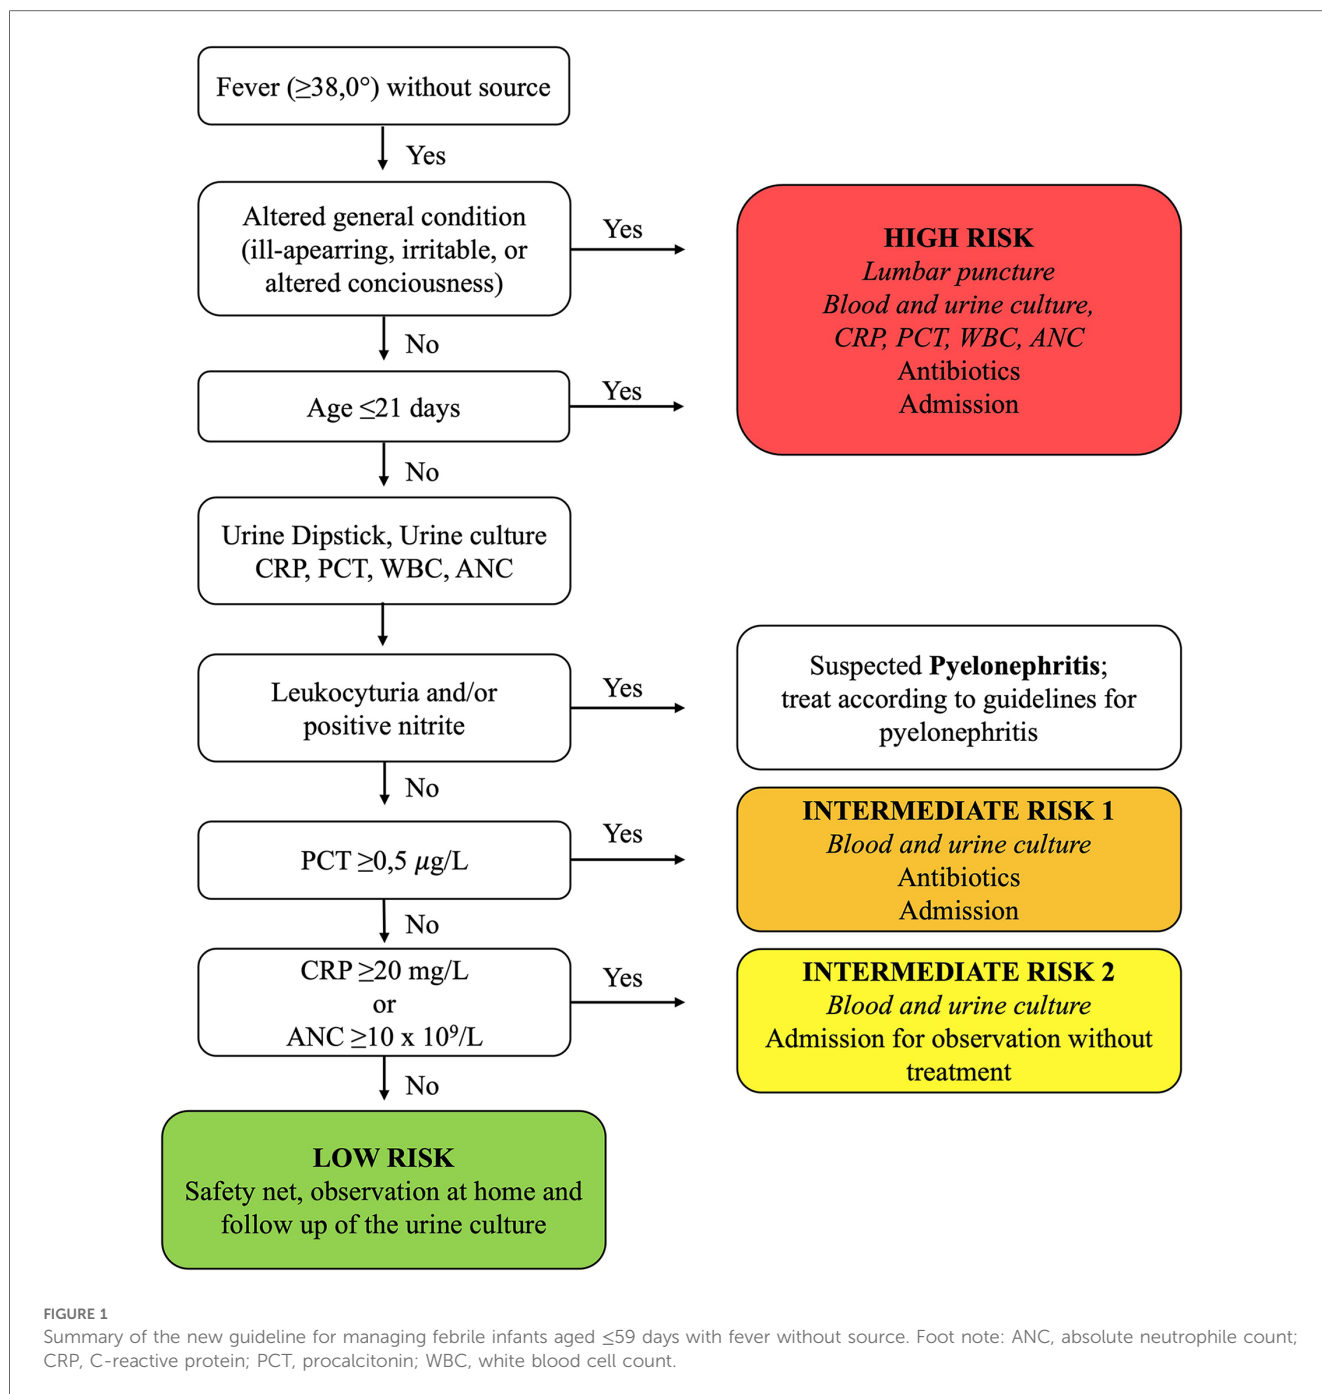 Fever (≥38,0°) without source
Yes
Altered general condition
(ill-apearring, irritable, or
altered conciousness)
Yes
HIGH RISK
Lumbar puncture
Blood and urine culture,
CRP, PCT, WBC, ANC
Antibiotics
Admission
No
Age ≤21 days
Yes
No
Urine Dipstick, Urine culture
CRP, PCT, WBC, ANC
Leukocyturia and/or
positive nitrite
Yes
Suspected Pyelonephritis;
treat according to guidelines for
pyelonephritis
No
PCT ≥0,5 µg/L
Yes
INTERMEDIATE RISK 1
Blood and urine culture
Antibiotics
Admission
No
CRP ≥20 mg/L
or
ANC ≥10 x 10⁹/L
Yes
INTERMEDIATE RISK 2
Blood and urine culture
Admission for observation without
treatment
No
LOW RISK
Safety net, observation at home and
follow up of the urine culture
FIGURE 1
Summary of the new guideline for managing febrile infants aged ≤59 days with fever without source. Foot note: ANC, absolute neutrophile count;
CRP, C-reactive protein; PCT, procalcitonin; WBC, white blood cell count.